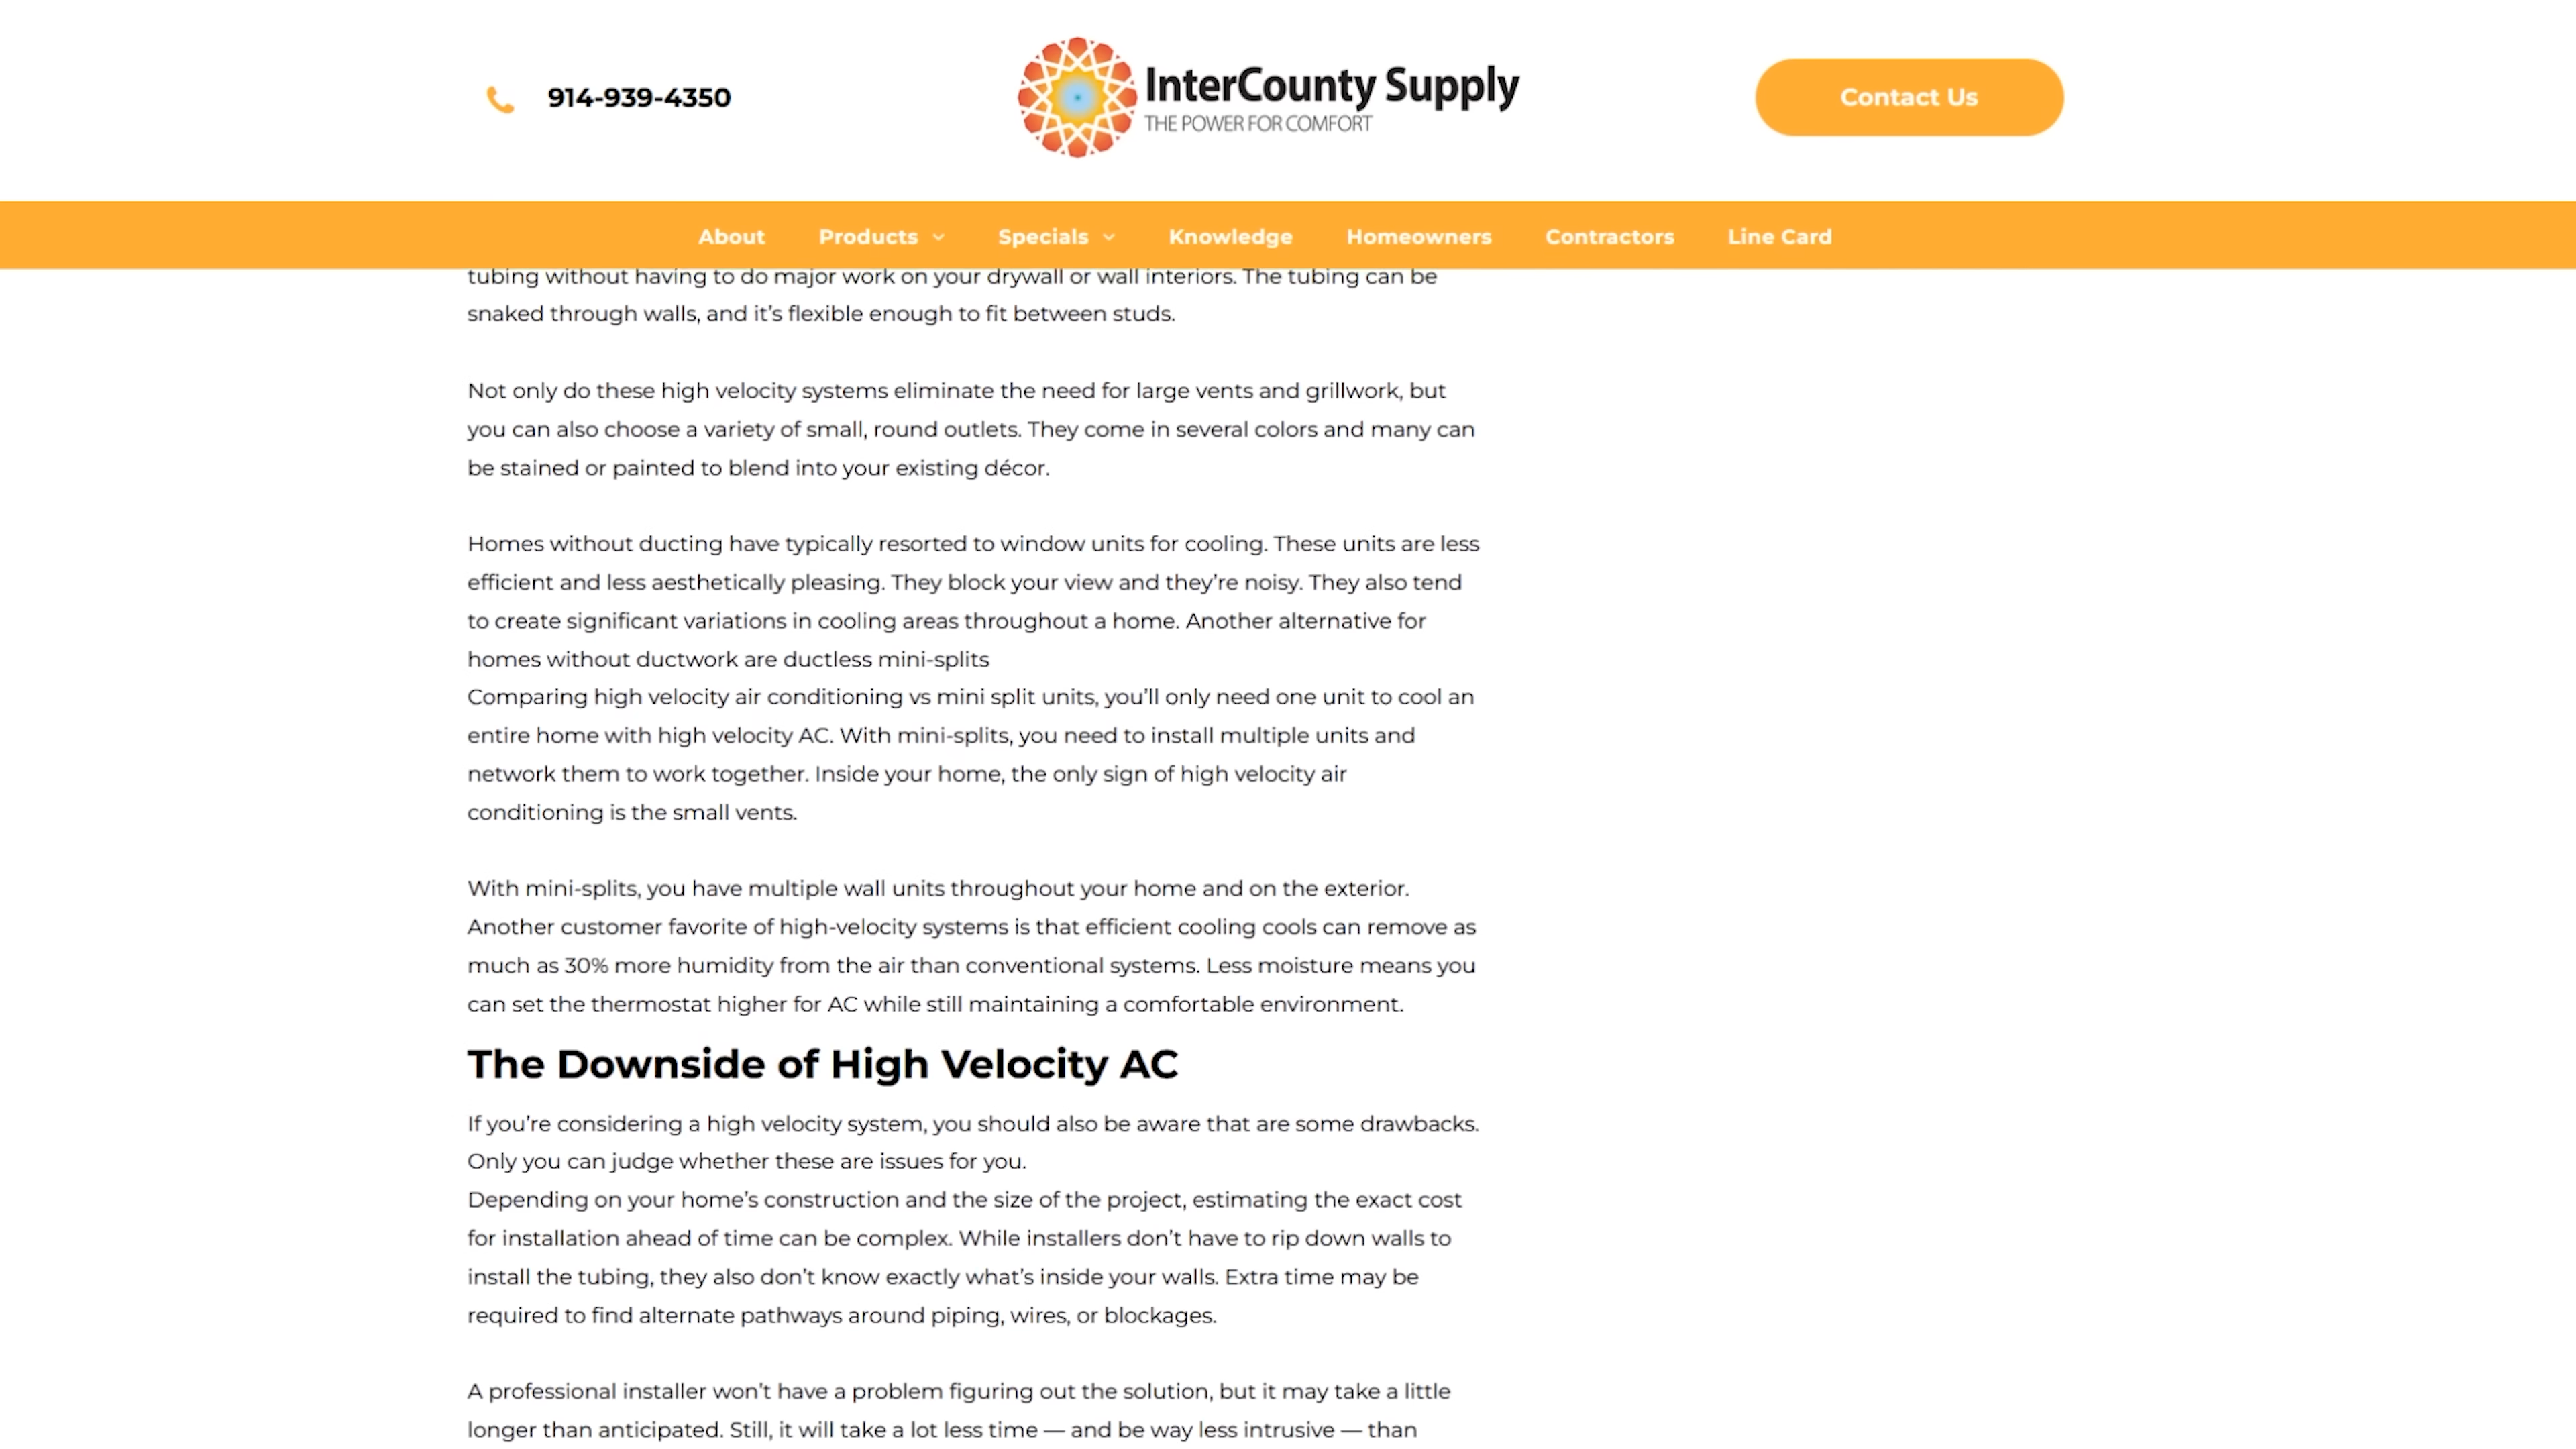 914-939-4350
InterCounty Supply
THE POWER FOR COMFORT
Contact Us
About Products Specials Knowledge Homeowners Contractors Line Card
tubing without having to do major work on your drywall or wall interiors. The tubing can be
snaked through walls, and it's flexible enough to fit between studs.
Not only do these high velocity systems eliminate the need for large vents and grillwork, but
you can also choose a variety of small, round outlets. They come in several colors and many can
be stained or painted to blend into your existing décor.
Homes without ducting have typically resorted to window units for cooling. These units are less
efficient and less aesthetically pleasing. They block your view and they're noisy. They also tend
to create significant variations in cooling areas throughout a home. Another alternative for
homes without ductwork are ductless mini-splits
Comparing high velocity air conditioning vs mini split units, you'll only need one unit to cool an
entire home with high velocity AC. With mini-splits, you need to install multiple units and
network them to work together. Inside your home, the only sign of high velocity air
conditioning is the small vents.
With mini-splits, you have multiple wall units throughout your home and on the exterior.
Another customer favorite of high-velocity systems is that efficient cooling cools can remove as
much as 30% more humidity from the air than conventional systems. Less moisture means you
can set the thermostat higher for AC while still maintaining a comfortable environment.
The Downside of High Velocity AC
If you're considering a high velocity system, you should also be aware that are some drawbacks.
Only you can judge whether these are issues for you.
Depending on your home's construction and the size of the project, estimating the exact cost
for installation ahead of time can be complex. While installers don't have to rip down walls to
install the tubing, they also don't know exactly what's inside your walls. Extra time may be
required to find alternate pathways around piping, wires, or blockages.
A professional installer won't have a problem figuring out the solution, but it may take a little
longer than anticipated. Still, it will take a lot less time — and be way less intrusive — than